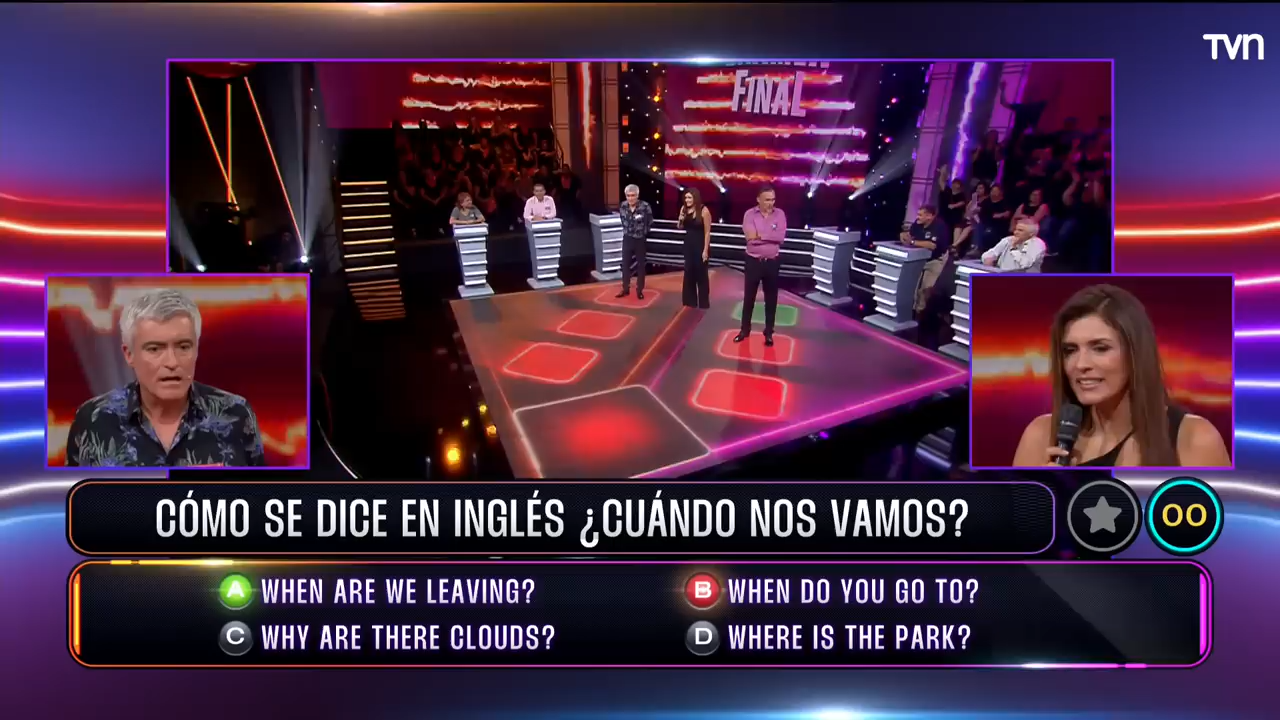 TVN
FINAL
CÓMO SE DICE EN INGLÉS ¿CUÁNDO NOS VAMOS?
00
A WHEN ARE WE LEAVING?
B WHEN DO YOU GO TO?
C WHY ARE THERE CLOUDS?
D WHERE IS THE PARK?